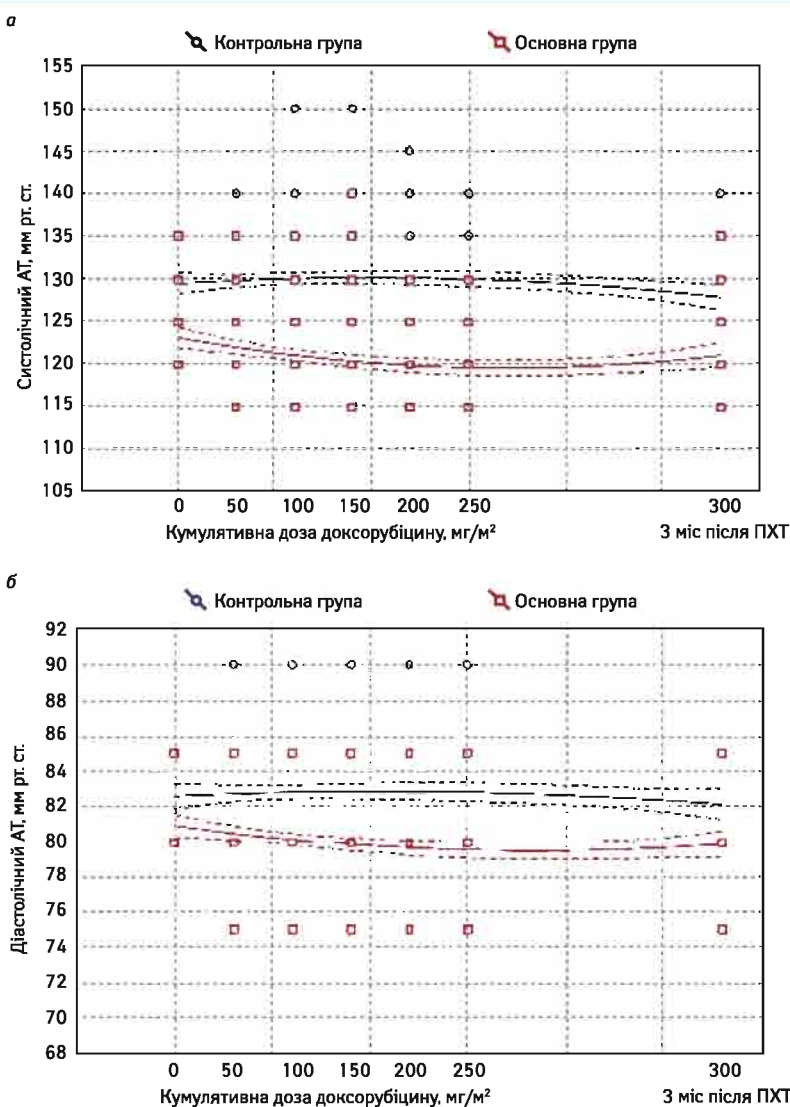 а
Контрольна група Основна група
Систолічний АТ, мм рт. ст.
155
150
145
140
135
130
125
120
115
110
105
0 50 100 150 200 250 300
Кумулятивна доза доксорубіцину, мг/м² 3 міс після ПХТ
б
Контрольна група Основна група
Діастолічний АТ, мм рт. ст.
92
90
88
86
84
82
80
78
76
74
72
70
68
0 50 100 150 200 250 300
Кумулятивна доза доксорубіцину, мг/м² 3 міс після ПХТ